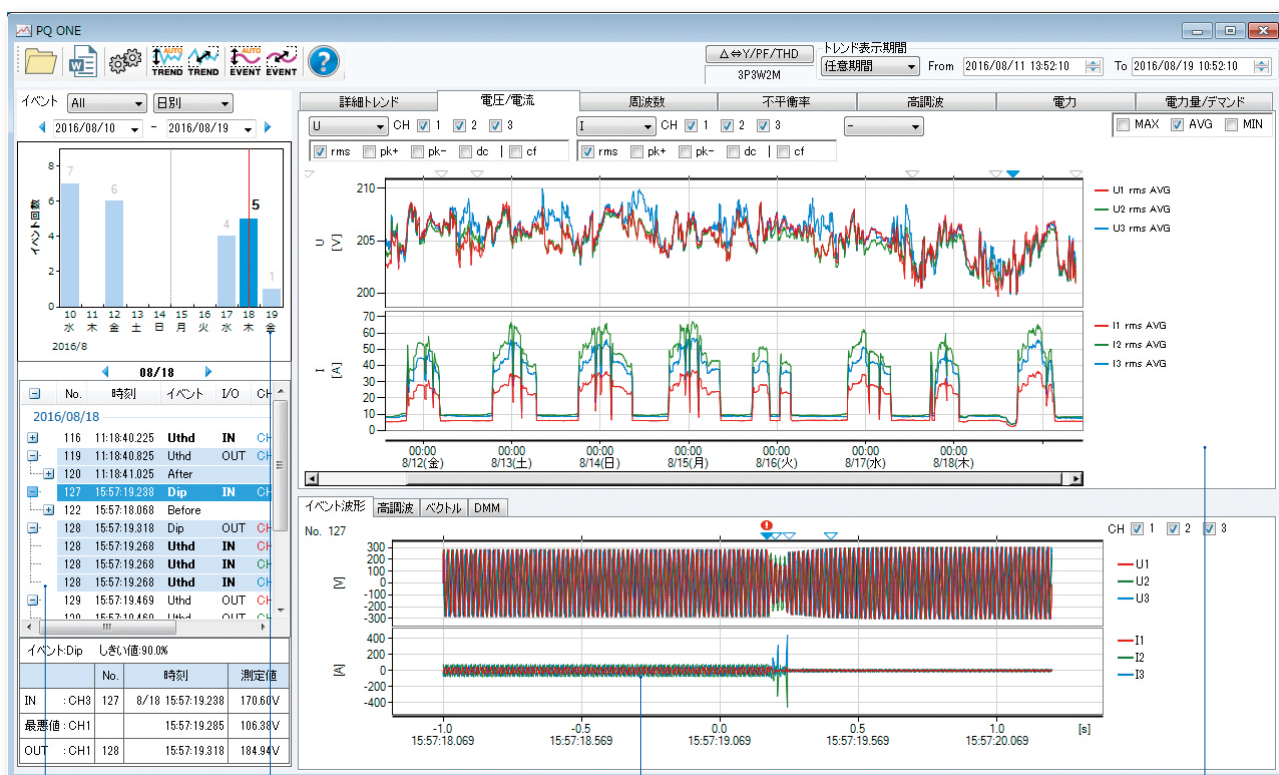 PQ ONE
AUTO TREND TREND AUTO EVENT EVENT ?
Δ⇔Y/PF/THD
3P3W2M
トレンド表示期間
任意期間 From 2016/08/11 13:52:10 To 2016/08/19 10:52:10
イベント All 日別
2016/08/10 - 2016/08/19
イベント回数
8
6
4
2
0
7 6 4 5 1
10 11 12 13 14 15 16 17 18 19
水 木 金 土 日 月 火 水 木 金
2016/8
08/18
No. 時刻 イベント I/O CH
2016/08/18
116 11:18:40.225 Uthd IN CH
119 11:18:40.825 Uthd OUT CH
120 11:18:41.025 After
127 15:57:19.238 Dip IN CH
122 15:57:18.068 Before
128 15:57:19.318 Dip OUT CH
128 15:57:19.268 Uthd IN CH
128 15:57:19.268 Uthd IN CH
128 15:57:19.268 Uthd IN CH
129 15:57:19.469 Uthd OUT CH
イベント:Dip しきい値:90.0%
No. 時刻 測定値
IN :CH3 127 8/18 15:57:19.238 170.60V
最悪値:CH1 15:57:19.285 106.38V
OUT :CH1 128 15:57:19.318 184.94V
詳細トレンド 電圧/電流 周波数 不平衡率 高調波 電力 電力量/デマンド
U CH 1 2 3 I CH 1 2 3 - MAX AVG MIN
rms pk+ pk- dc | cf rms pk+ pk- dc | cf
U [V]
210
205
200
U1 rms AVG
U2 rms AVG
U3 rms AVG
I [A]
70
60
50
40
30
20
10
0
I1 rms AVG
I2 rms AVG
I3 rms AVG
00:00 00:00 00:00 00:00 00:00 00:00 00:00
8/12(金) 8/13(土) 8/14(日) 8/15(月) 8/16(火) 8/17(水) 8/18(木)
イベント波形 高調波 ベクトル DMM
No. 127 CH 1 2 3
[V]
300
200
100
0
-100
-200
-300
U1
U2
U3
[A]
400
200
0
-200
-400
I1
I2
I3
-1.0 -0.5 0.0 0.5 1.0 [s]
15:57:18.069 15:57:18.569 15:57:19.069 15:57:19.569 15:57:20.069